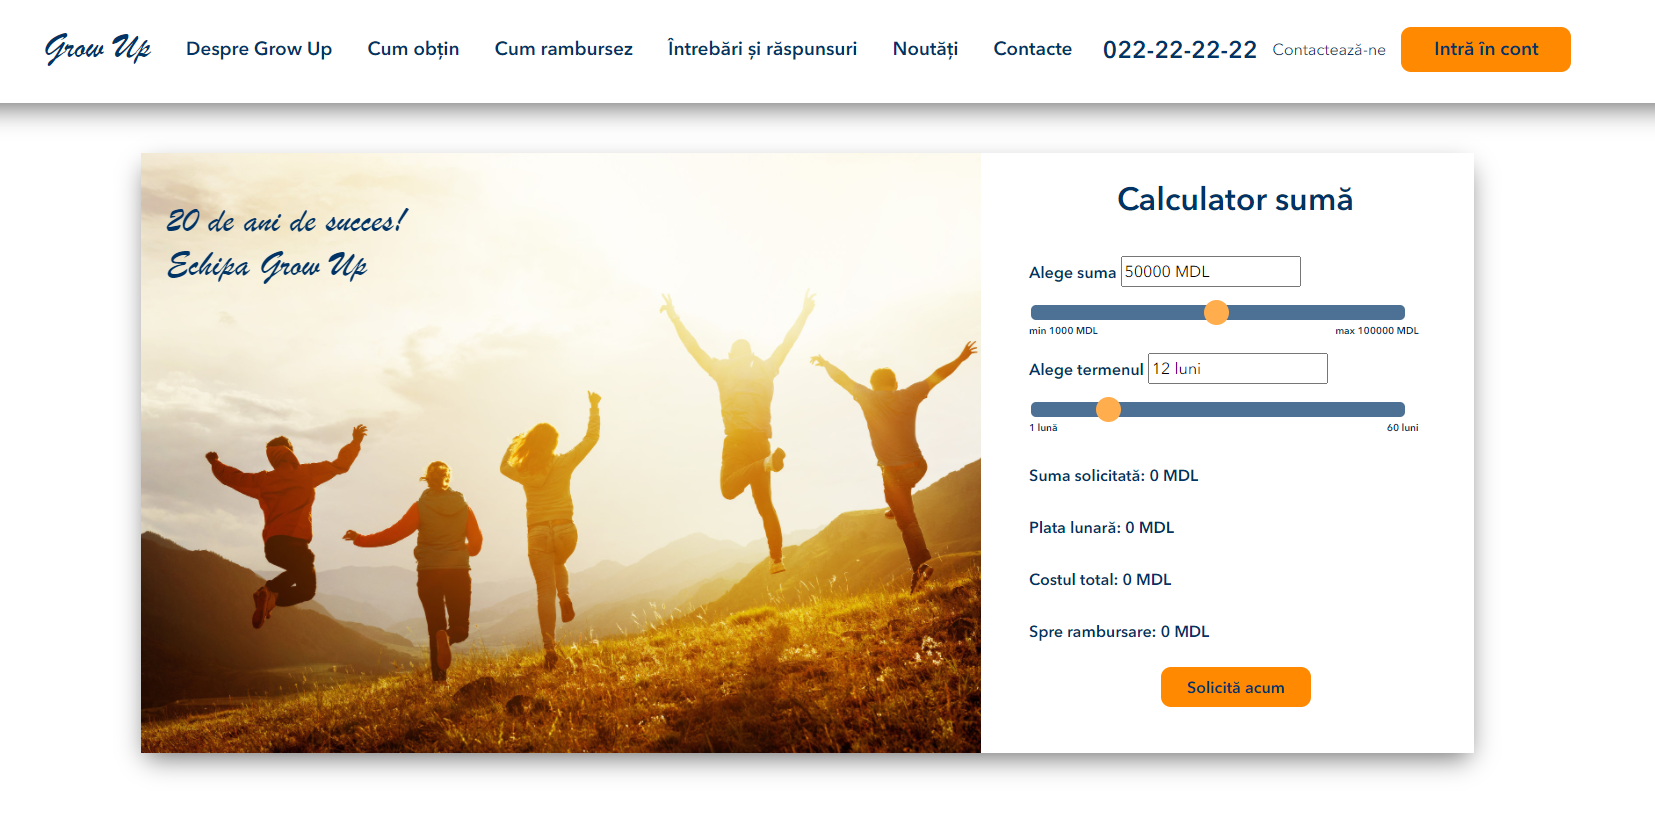 Grow Up
Despre Grow Up
Cum obțin
Cum rambursez
Întrebări și răspunsuri
Noutăți
Contacte
022-22-22-22
Contactează-ne
Intră în cont
20 de ani de succes!
Echipa Grow Up
Calculator sumă
Alege suma 50000 MDL
min 1000 MDL
max 100000 MDL
Alege termenul 12 luni
1 lună
60 luni
Suma solicitată: 0 MDL
Plata lunară: 0 MDL
Costul total: 0 MDL
Spre rambursare: 0 MDL
Solicită acum